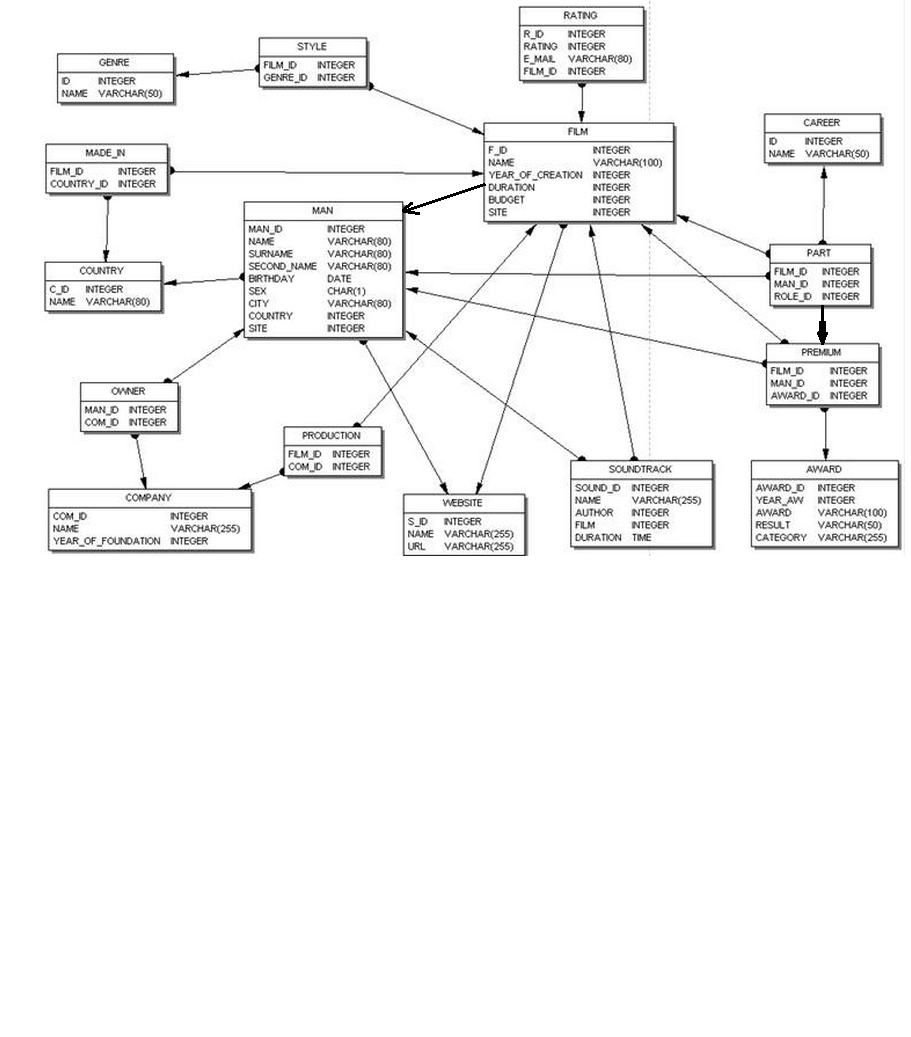 RATING
R_ID INTEGER
RATING INTEGER
E_MAIL VARCHAR(80)
FILM_ID INTEGER
STYLE
FILM_ID INTEGER
GENRE_ID INTEGER
GENRE
ID INTEGER
NAME VARCHAR(50)
FILM
F_ID INTEGER
NAME VARCHAR(100)
YEAR_OF_CREATION INTEGER
DURATION INTEGER
BUDGET INTEGER
SITE INTEGER
CAREER
ID INTEGER
NAME VARCHAR(50)
MADE_IN
FILM_ID INTEGER
COUNTRY_ID INTEGER
MAN
MAN_ID INTEGER
NAME VARCHAR(80)
SURNAME VARCHAR(80)
SECOND_NAME VARCHAR(80)
BIRTHDAY DATE
SEX CHAR(1)
CITY VARCHAR(80)
COUNTRY INTEGER
SITE INTEGER
COUNTRY
C_ID INTEGER
NAME VARCHAR(80)
PART
FILM_ID INTEGER
MAN_ID INTEGER
ROLE_ID INTEGER
PREMIUM
FILM_ID INTEGER
MAN_ID INTEGER
AWARD_ID INTEGER
OWNER
MAN_ID INTEGER
COM_ID INTEGER
PRODUCTION
FILM_ID INTEGER
COM_ID INTEGER
COMPANY
COM_ID INTEGER
NAME VARCHAR(255)
YEAR_OF_FOUNDATION INTEGER
WEBSITE
S_ID INTEGER
NAME VARCHAR(255)
URL VARCHAR(255)
SOUNDTRACK
SOUND_ID INTEGER
NAME VARCHAR(255)
AUTHOR INTEGER
FILM INTEGER
DURATION TIME
AWARD
AWARD_ID INTEGER
YEAR_AW INTEGER
AWARD VARCHAR(100)
RESULT VARCHAR(50)
CATEGORY VARCHAR(255)